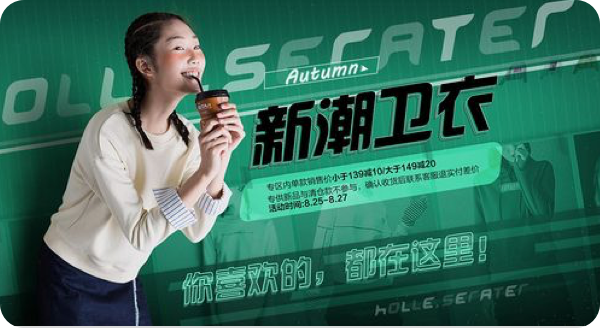 HOLLE.SERATER
Autumn
新潮卫衣
专区内单款销售价小于139减10/大于149减20
专供新品与清仓款不参与，确认收货后联系客服退实付差价
活动时间:8.25-8.27
你喜欢的，都在这里!
HOLLE.SERATER